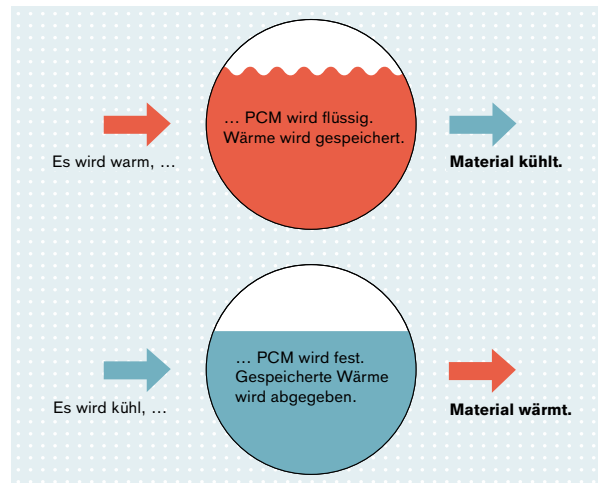 … PCM wird flüssig.
Wärme wird gespeichert.
Es wird warm, …
Material kühlt.
… PCM wird fest.
Gespeicherte Wärme
wird abgegeben.
Es wird kühl, …
Material wärmt.